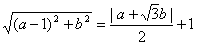 √((a−1)²+b²) = |a+√3b|/2 + 1